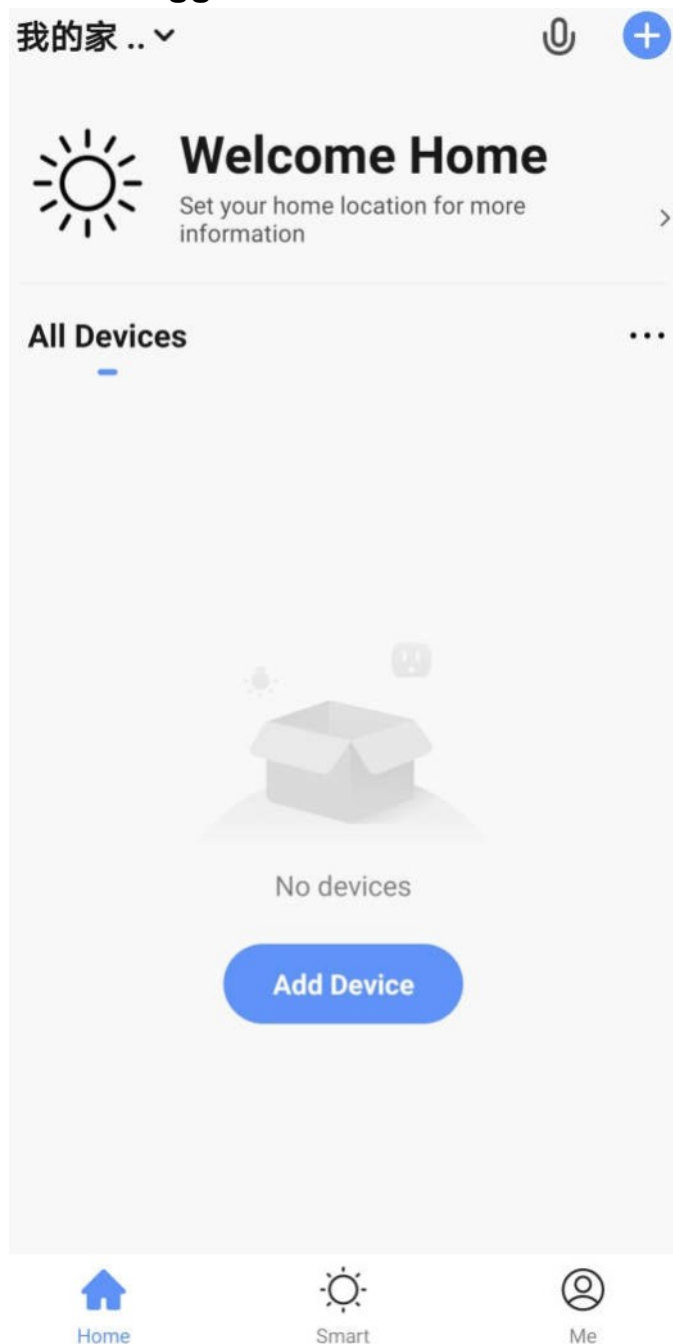 我的家 ..
Welcome Home
Set your home location for more
information
All Devices
No devices
Add Device
Home
Smart
Me